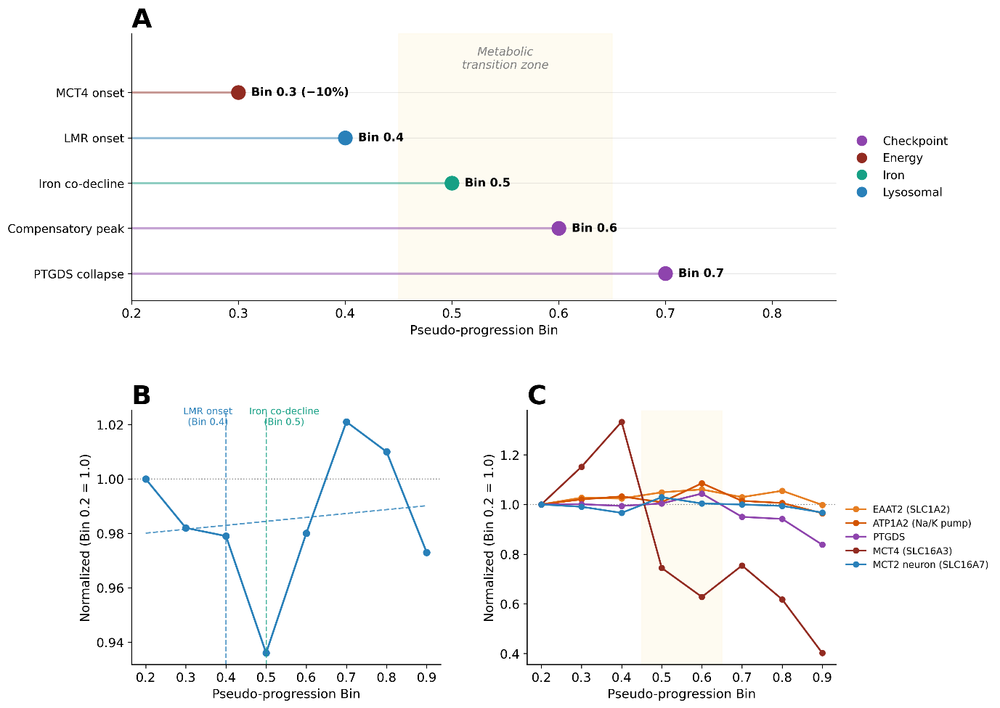 A
Metabolic
transition zone
MCT4 onset
Bin 0.3 (−10%)
LMR onset
Bin 0.4
Iron co-decline
Bin 0.5
Compensatory peak
Bin 0.6
PTGDS collapse
Bin 0.7
0.2 0.3 0.4 0.5 0.6 0.7 0.8
Pseudo-progression Bin
Checkpoint
Energy
Iron
Lysosomal
B
LMR onset
(Bin 0.4)
Iron co-decline
(Bin 0.5)
1.02
1.00
0.98
0.96
0.94
Normalized (Bin 0.2 = 1.0)
0.2 0.3 0.4 0.5 0.6 0.7 0.8 0.9
Pseudo-progression Bin
C
1.2
1.0
0.8
0.6
0.4
Normalized (Bin 0.2 = 1.0)
0.2 0.3 0.4 0.5 0.6 0.7 0.8 0.9
Pseudo-progression Bin
EAAT2 (SLC1A2)
ATP1A2 (Na/K pump)
PTGDS
MCT4 (SLC16A3)
MCT2 neuron (SLC16A7)